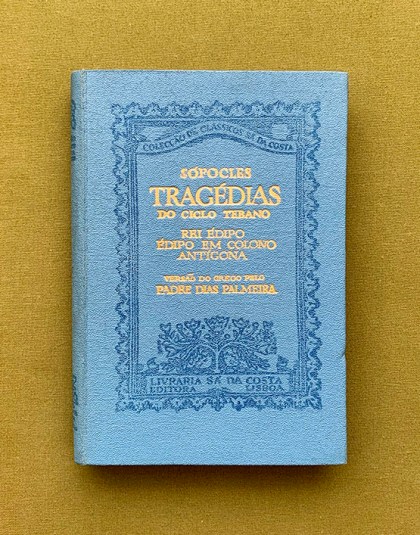 COLECÇÃO DE CLÁSSICOS SÁ DA COSTA
SÓFOCLES
TRAGÉDIAS
DO CICLO TEBANO
REI ÉDIPO
ÉDIPO EM COLONO
ANTÍGONA
VERSÃO DO GREGO PELO
PADRE DIAS PALMEIRA
LIVRARIA SÁ DA COSTA
EDITORA LISBOA